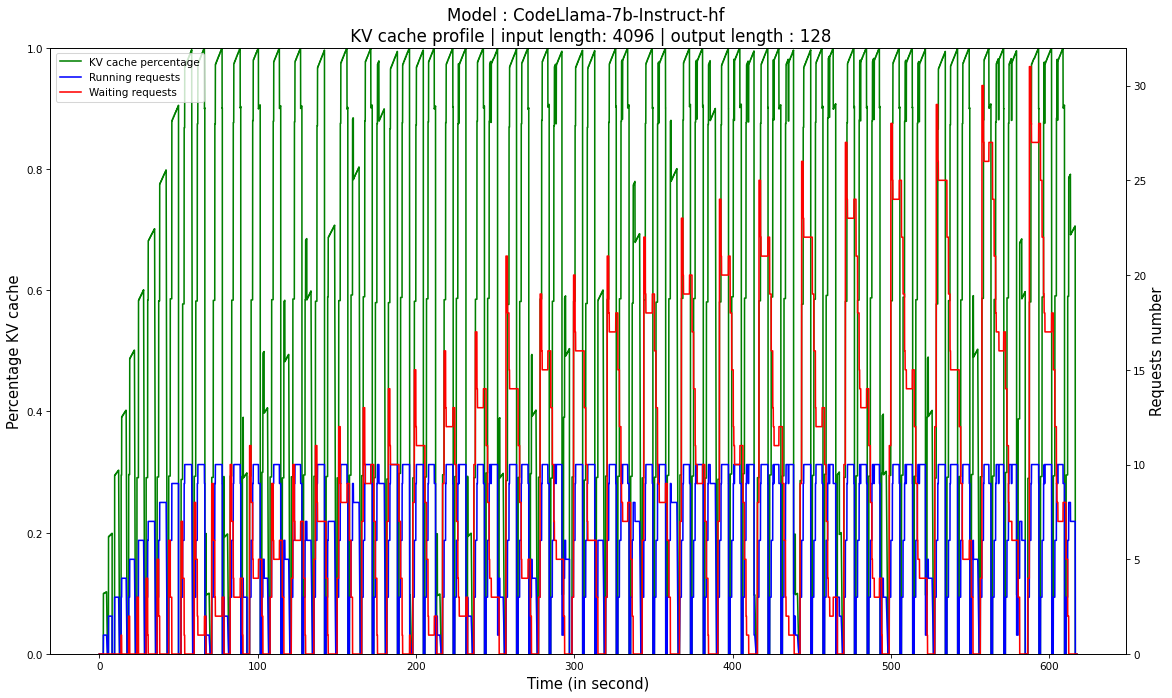 Model : CodeLlama-7b-Instruct-hf
KV cache profile | input length: 4096 | output length : 128
KV cache percentage
Running requests
Waiting requests
Percentage KV cache
1.0
0.8
0.6
0.4
0.2
0.0
30
25
20
15
10
5
0
Requests number
0 100 200 300 400 500 600
Time (in second)